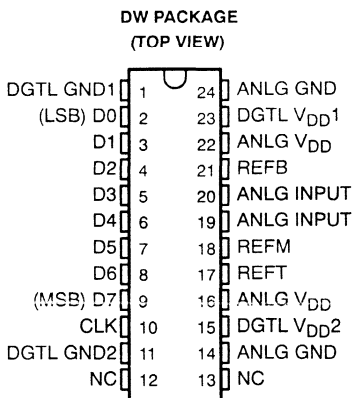 DW PACKAGE
(TOP VIEW)
DGTL GND1 1 24 ANLG GND
(LSB) D0 2 23 DGTL VDD1
D1 3 22 ANLG VDD
D2 4 21 REFB
D3 5 20 ANLG INPUT
D4 6 19 ANLG INPUT
D5 7 18 REFM
D6 8 17 REFT
(MSB) D7 9 16 ANLG VDD
CLK 10 15 DGTL VDD2
DGTL GND2 11 14 ANLG GND
NC 12 13 NC